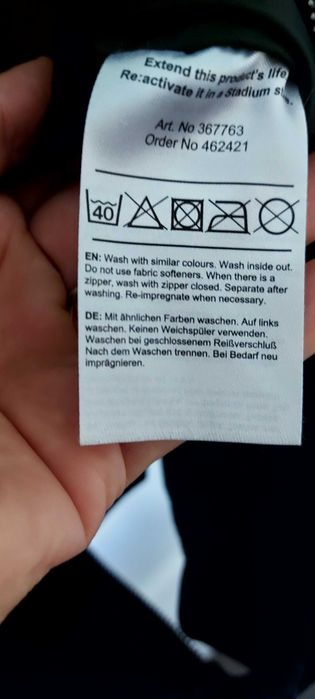 Extend this product's life
Re:activate it in a Stadium
Art. No 367763
Order No 462421
40
EN: Wash with similar colours. Wash inside out.
Do not use fabric softeners. When there is a
zipper, wash with zipper closed. Separate after
washing. Re-impregnate when necessary.
DE: Mit ähnlichen Farben waschen. Auf links
waschen. Keinen Weichspüler verwenden.
Waschen bei geschlossenem Reißverschluß
Nach dem Waschen trennen. Bei Bedarf neu
imprägnieren.